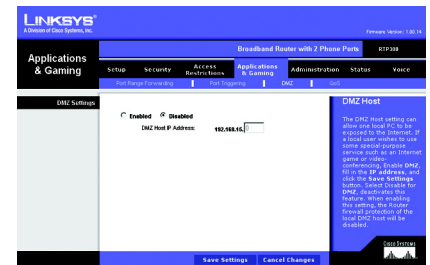 LINKSYS®
A Division of Cisco Systems, Inc.
Firmware Version: 1.00.14
Broadband Router with 2 Phone Ports RTP300
Applications & Gaming
Setup Security Access Restrictions Applications & Gaming Administration Status Voice
Port Range Forwarding Port Triggering DMZ QoS
DMZ Settings
Enabled Disabled
DMZ Host IP Address: 192.168.15. 0
DMZ Host
The DMZ Host setting can
allow one local PC to be
exposed to the Internet. If
a local user wishes to use
some special-purpose
service such as an Internet
game or video-
conferencing, Enable DMZ,
fill in the IP address, and
click the Save Settings
button. Select Disable for
DMZ, deactivates this
feature. When enabling
this setting, the Router
firewall protection of the
local DMZ host will be
disabled.
Save Settings Cancel Changes
CISCO SYSTEMS